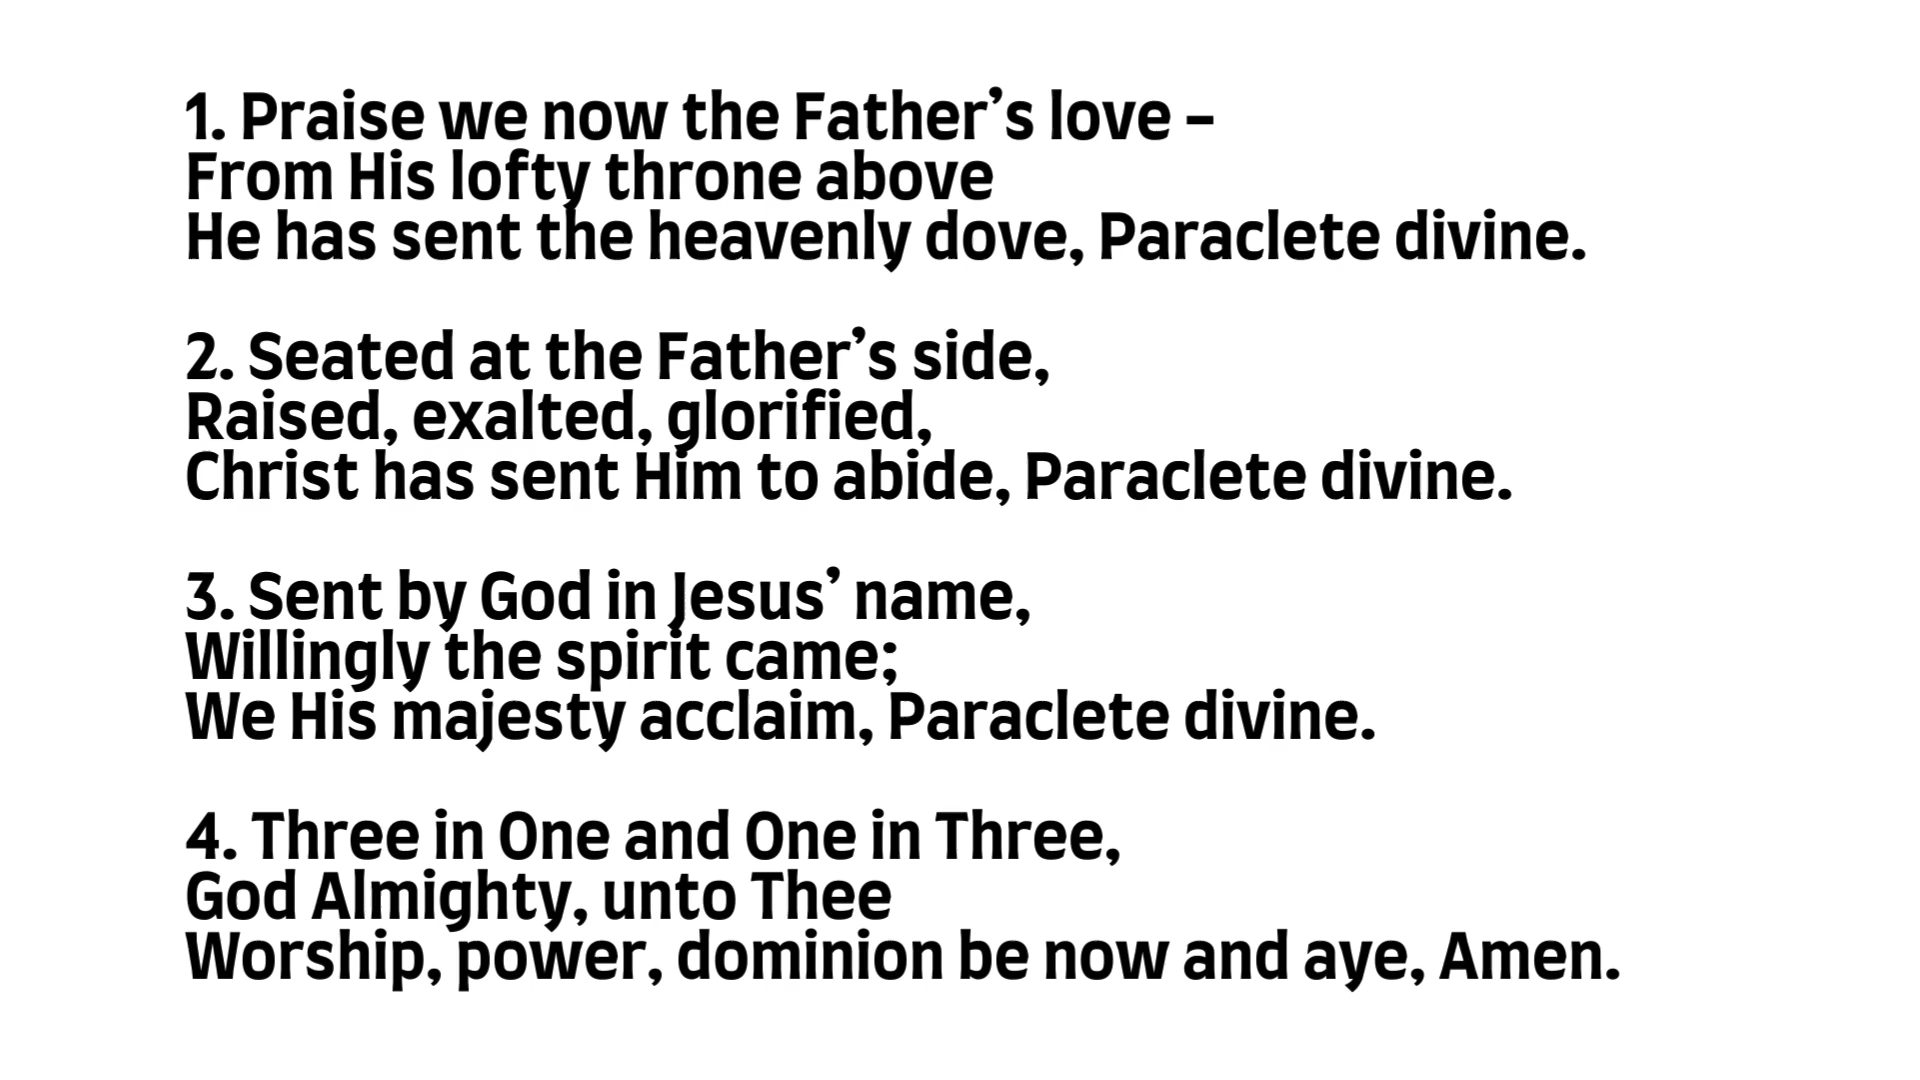 1. Praise we now the Father’s love –
From His lofty throne above
He has sent the heavenly dove, Paraclete divine.
2. Seated at the Father’s side,
Raised, exalted, glorified,
Christ has sent Him to abide, Paraclete divine.
3. Sent by God in Jesus’ name,
Willingly the spirit came;
We His majesty acclaim, Paraclete divine.
4. Three in One and One in Three,
God Almighty, unto Thee
Worship, power, dominion be now and aye, Amen.